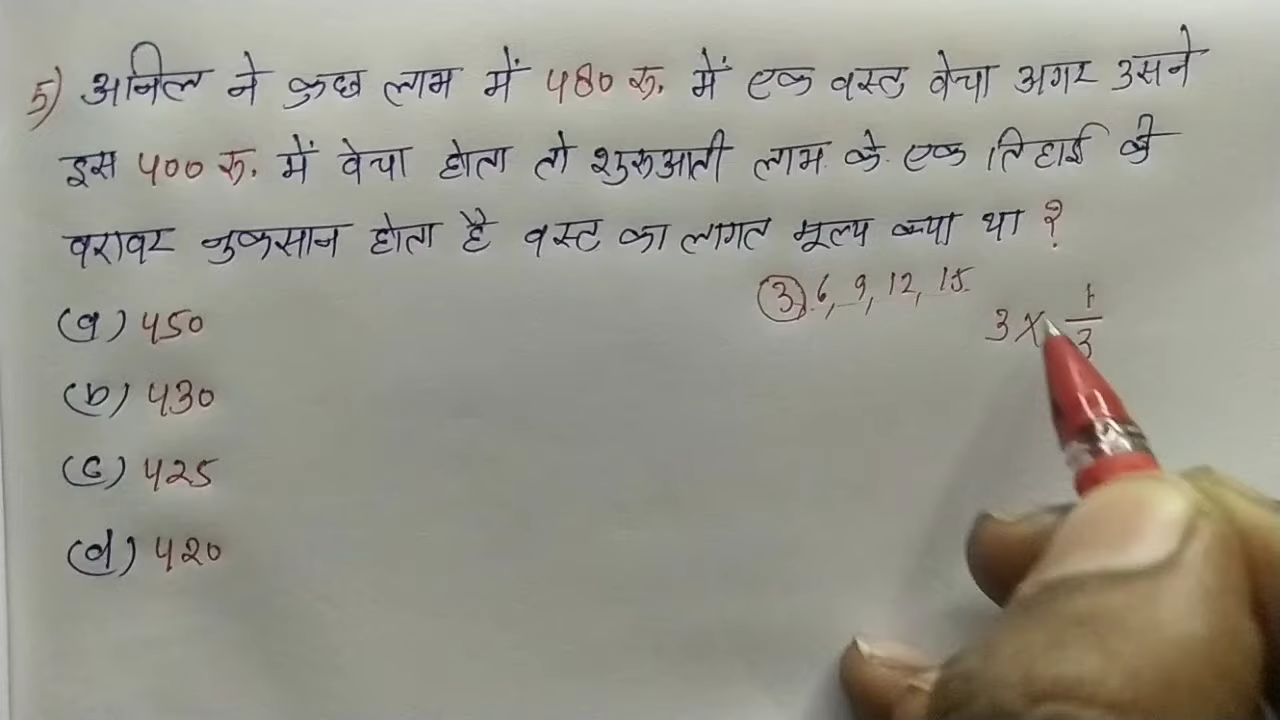 5) अनिल ने कुछ लाभ में 480 रु. में एक वस्तु बेचा अगर उसने
इस 400 रु. में बेचा होता तो शुरुआती लाभ के एक तिहाई के
बराबर नुकसान होता है वस्तु का लागत मूल्य क्या था ?
(3), 6, 9, 12, 15.
3 × 1/3
(a) 450
(b) 430
(c) 425
(d) 420